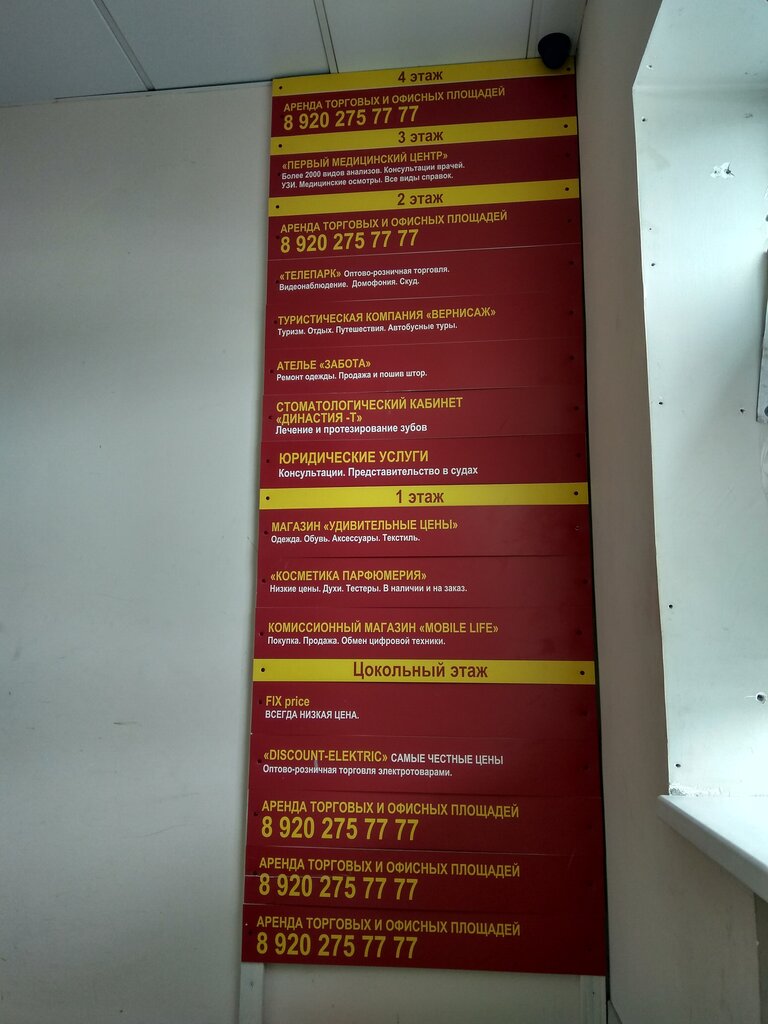 4 этаж
АРЕНДА ТОРГОВЫХ И ОФИСНЫХ ПЛОЩАДЕЙ
8 920 275 77 77
3 этаж
«ПЕРВЫЙ МЕДИЦИНСКИЙ ЦЕНТР»
Более 2000 видов анализов. Консультации врачей.
УЗИ. Медицинские осмотры. Все виды справок.
2 этаж
АРЕНДА ТОРГОВЫХ И ОФИСНЫХ ПЛОЩАДЕЙ
8 920 275 77 77
«ТЕЛЕПАРК» Оптово-розничная торговля.
Видеонаблюдение. Домофония. Скуд.
ТУРИСТИЧЕСКАЯ КОМПАНИЯ «ВЕРНИСАЖ»
Туризм. Отдых. Путешествия. Автобусные туры.
АТЕЛЬЕ «ЗАБОТА»
Ремонт одежды. Продажа и пошив штор.
СТОМАТОЛОГИЧЕСКИЙ КАБИНЕТ
«ДИНАСТИЯ -Т»
Лечение и протезирование зубов
ЮРИДИЧЕСКИЕ УСЛУГИ
Консультации. Представительство в судах
1 этаж
МАГАЗИН «УДИВИТЕЛЬНЫЕ ЦЕНЫ»
Одежда. Обувь. Аксессуары. Текстиль.
«КОСМЕТИКА ПАРФЮМЕРИЯ»
Низкие цены. Духи. Тестеры. В наличии и на заказ.
КОМИССИОННЫЙ МАГАЗИН «MOBILE LIFE»
Покупка. Продажа. Обмен цифровой техники.
Цокольный этаж
FIX price
ВСЕГДА НИЗКАЯ ЦЕНА.
«DISCOUNT-ELEKTRIC» САМЫЕ ЧЕСТНЫЕ ЦЕНЫ
Оптово-розничная торговля электротоварами.
АРЕНДА ТОРГОВЫХ И ОФИСНЫХ ПЛОЩАДЕЙ
8 920 275 77 77
АРЕНДА ТОРГОВЫХ И ОФИСНЫХ ПЛОЩАДЕЙ
8 920 275 77 77
АРЕНДА ТОРГОВЫХ И ОФИСНЫХ ПЛОЩАДЕЙ
8 920 275 77 77